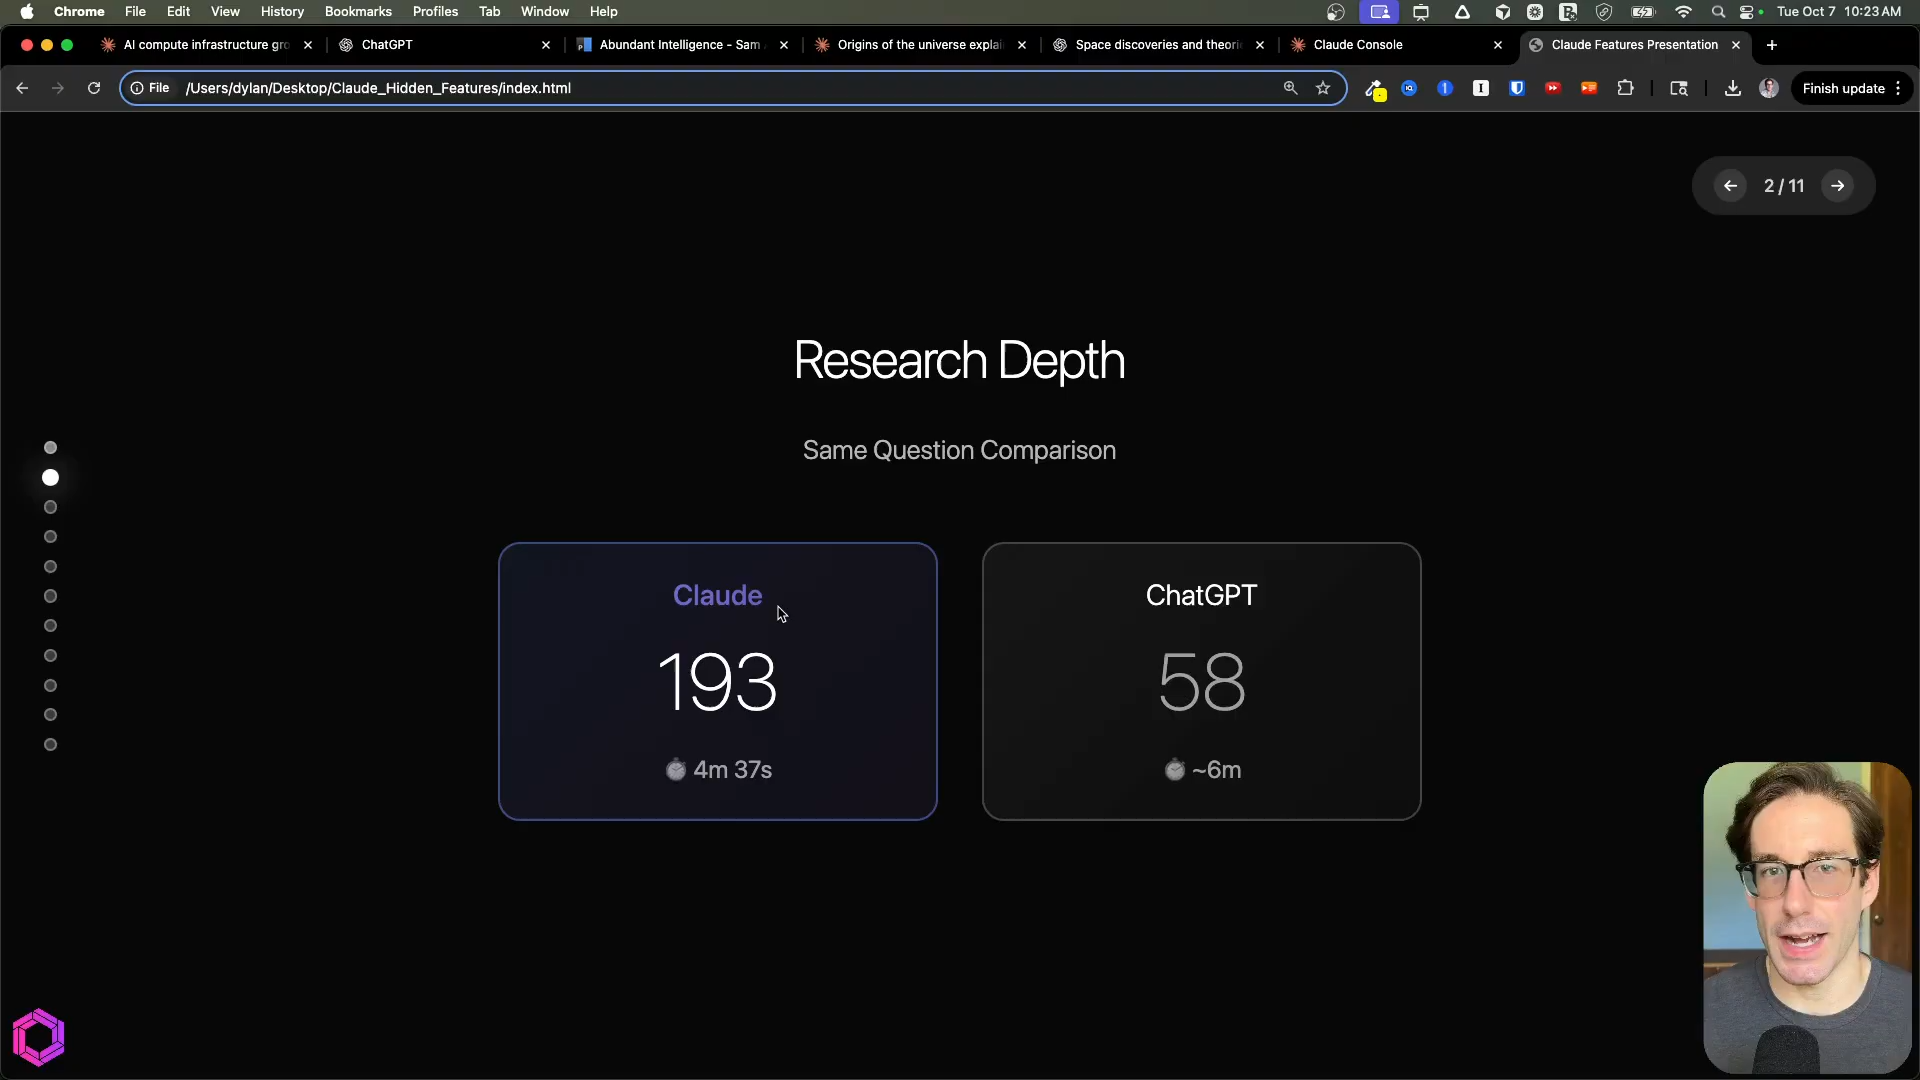 Chrome File Edit View History Bookmarks Profiles Tab Window Help Tue Oct 7 10:23 AM
AI compute infrastructure gro ChatGPT Abundant Intelligence - Sam Origins of the universe explai Space discoveries and theori Claude Console Claude Features Presentation
File /Users/dylan/Desktop/Claude_Hidden_Features/index.html Finish update
2 / 11
Research Depth
Same Question Comparison
Claude
193
4m 37s
ChatGPT
58
~6m